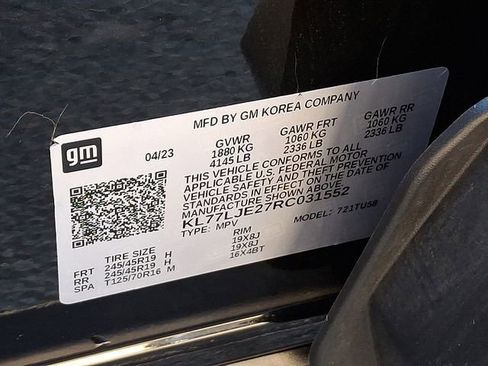 MFD BY GM KOREA COMPANY
gm
04/23
GVWR
1880 KG
4145 LB
GAWR FRT
1060 KG
2336 LB
GAWR RR
1060 KG
2336 LB
THIS VEHICLE CONFORMS TO ALL
APPLICABLE U.S. FEDERAL MOTOR
VEHICLE SAFETY AND THEFT PREVENTION
STANDARDS IN EFFECT ON THE DATE OF
MANUFACTURE SHOWN ABOVE
KL77LJE27RC031552
TYPE: MPV MODEL: 721TU58
TIRE SIZE RIM
FRT 245/45R19 H 19X8J
RR 245/45R19 H 19X8J
SPA T125/70R16 M 16X4BT